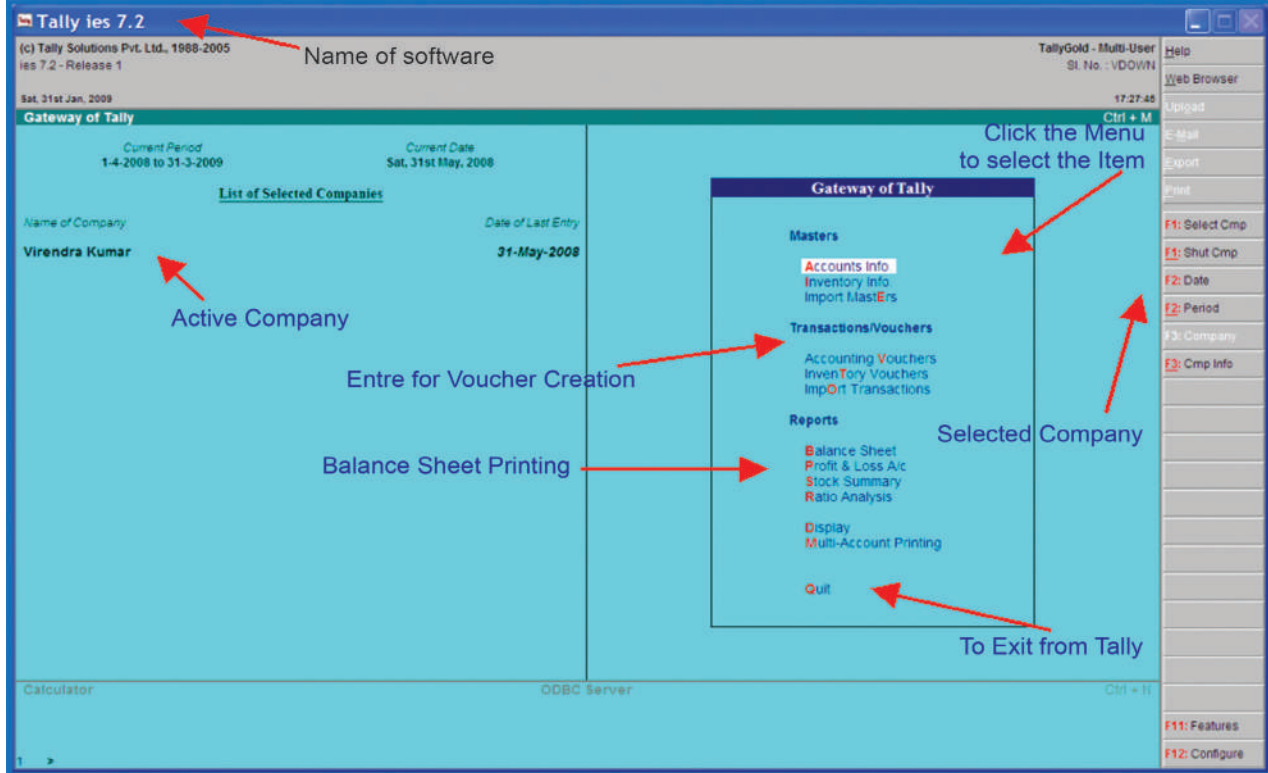 Tally ies 7.2
Name of software
(c) Tally Solutions Pvt. Ltd., 1988-2005
ies 7.2 - Release 1
TallyGold - Multi-User
Sl. No. : VDOWN
Sat, 31st Jan, 2009
17:27:45
Gateway of Tally
Ctrl + M
Current Period
1-4-2008 to 31-3-2009
Current Date
Sat, 31st May, 2008
List of Selected Companies
Name of Company
Date of Last Entry
Virendra Kumar
31-May-2008
Active Company
Entre for Voucher Creation
Balance Sheet Printing
Click the Menu
to select the Item
Gateway of Tally
Masters
Accounts Info.
Inventory Info.
Import MastErs
Transactions/Vouchers
Accounting Vouchers
InvenTory Vouchers
ImpOrt Transactions
Reports
Balance Sheet
Profit & Loss A/c
Stock Summary
Ratio Analysis
Display
Multi-Account Printing
Quit
Selected Company
To Exit from Tally
Help
Web Browser
Upload
E-Mail
Export
Print
F1: Select Cmp
F1: Shut Cmp
F2: Date
F2: Period
F3: Company
F3: Cmp Info
F11: Features
F12: Configure
Calculator
ODBC Server
Ctrl + N
1 >